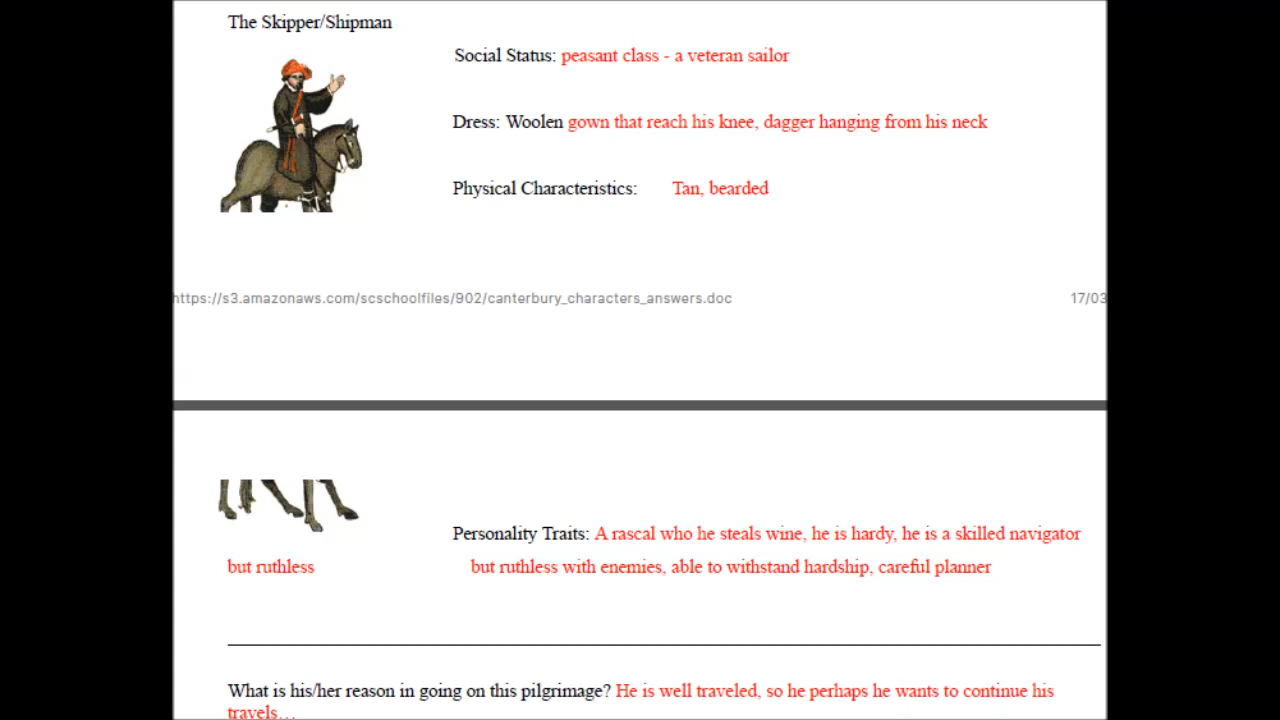 The Skipper/Shipman
Social Status: peasant class - a veteran sailor
Dress: Woolen gown that reach his knee, dagger hanging from his neck
Physical Characteristics: Tan, bearded
https://s3.amazonaws.com/scschoolfiles/902/canterbury_characters_answers.doc 17/03
Personality Traits: A rascal who he steals wine, he is hardy, he is a skilled navigator
but ruthless but ruthless with enemies, able to withstand hardship, careful planner
What is his/her reason in going on this pilgrimage? He is well traveled, so he perhaps he wants to continue his
travels…